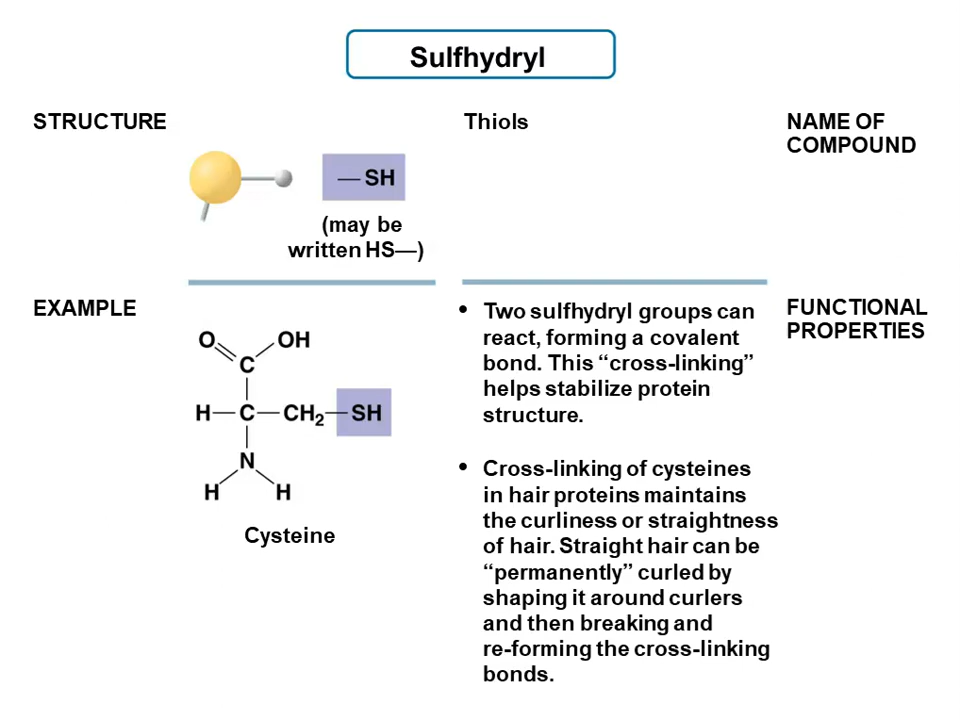 Sulfhydryl
STRUCTURE
Thiols
NAME OF
COMPOUND
—SH
(may be
written HS—)
EXAMPLE
O
OH
C
H—C—CH₂—SH
N
H
H
Cysteine
• Two sulfhydryl groups can
react, forming a covalent
bond. This “cross-linking”
helps stabilize protein
structure.
• Cross-linking of cysteines
in hair proteins maintains
the curliness or straightness
of hair. Straight hair can be
“permanently” curled by
shaping it around curlers
and then breaking and
re-forming the cross-linking
bonds.
FUNCTIONAL
PROPERTIES